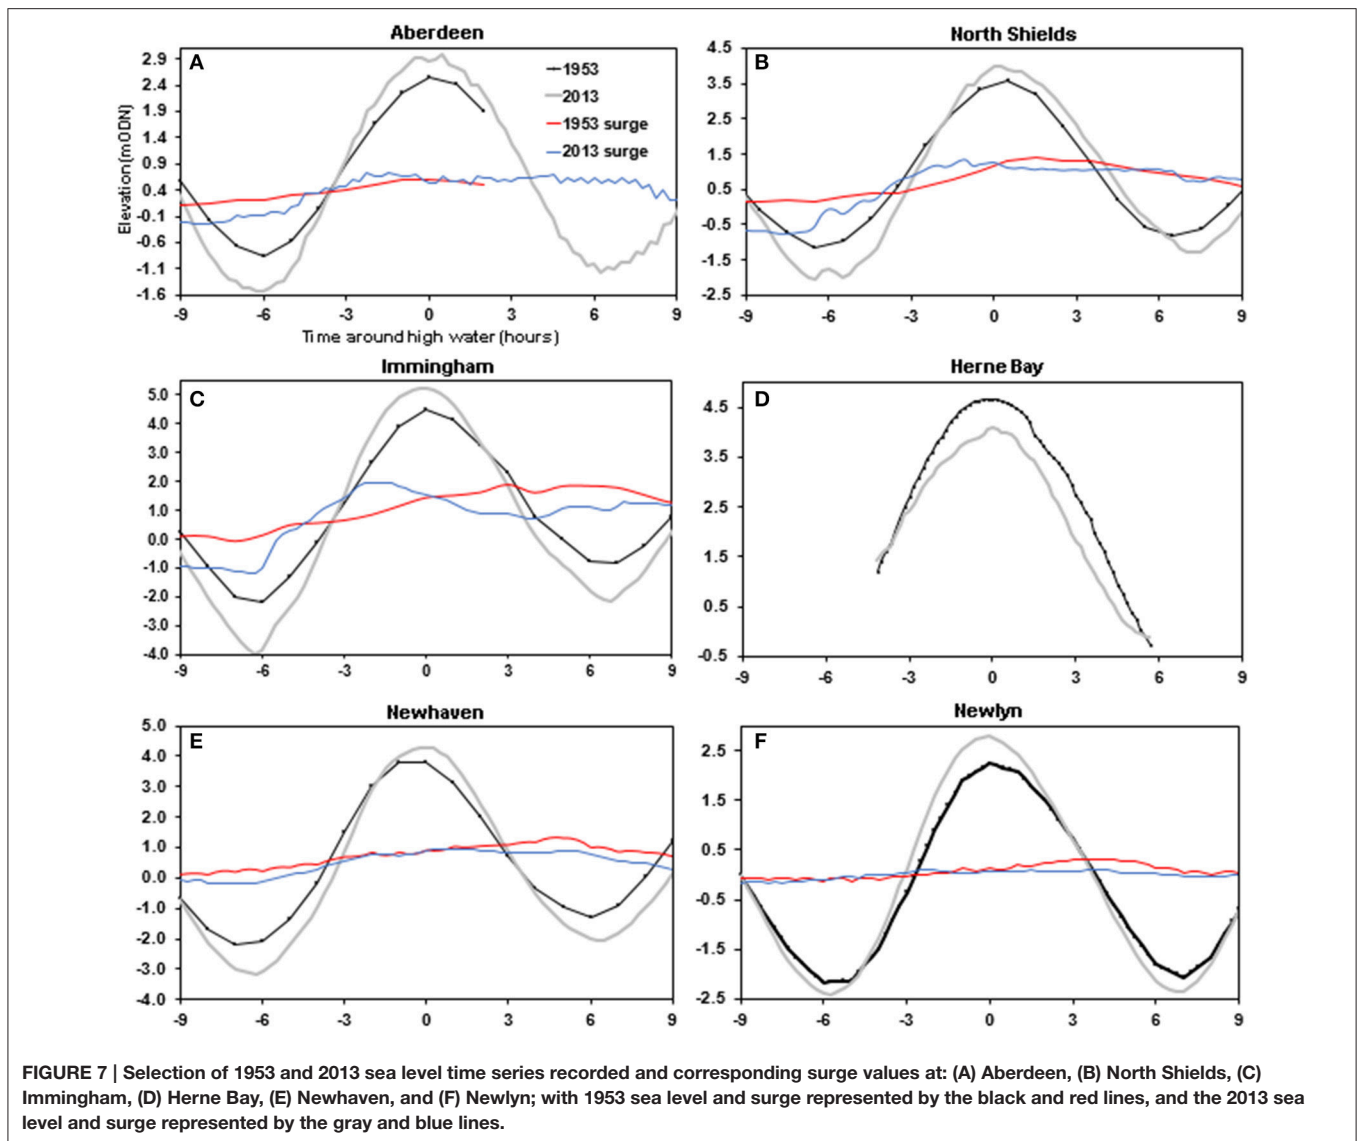 Aberdeen
A
Elevation (mODN)
2.9
2.4
1.9
1.4
0.9
0.4
-0.1
-0.6
-1.1
-1.6
1953
2013
1953 surge
2013 surge
-9 -6 -3 0 3 6 9
Time around high water (hours)
North Shields
B
4.5
3.5
2.5
1.5
0.5
-0.5
-1.5
-2.5
-9 -6 -3 0 3 6 9
Immingham
C
5.0
4.0
3.0
2.0
1.0
0.0
-1.0
-2.0
-3.0
-4.0
-9 -6 -3 0 3 6 9
Herne Bay
D
4.5
3.5
2.5
1.5
0.5
-0.5
-9 -6 -3 0 3 6 9
Newhaven
E
5.0
4.0
3.0
2.0
1.0
0.0
-1.0
-2.0
-3.0
-4.0
-9 -6 -3 0 3 6 9
Newlyn
F
2.5
1.5
0.5
-0.5
-1.5
-2.5
-9 -6 -3 0 3 6 9
FIGURE 7 | Selection of 1953 and 2013 sea level time series recorded and corresponding surge values at: (A) Aberdeen, (B) North Shields, (C)
Immingham, (D) Herne Bay, (E) Newhaven, and (F) Newlyn; with 1953 sea level and surge represented by the black and red lines, and the 2013 sea
level and surge represented by the gray and blue lines.